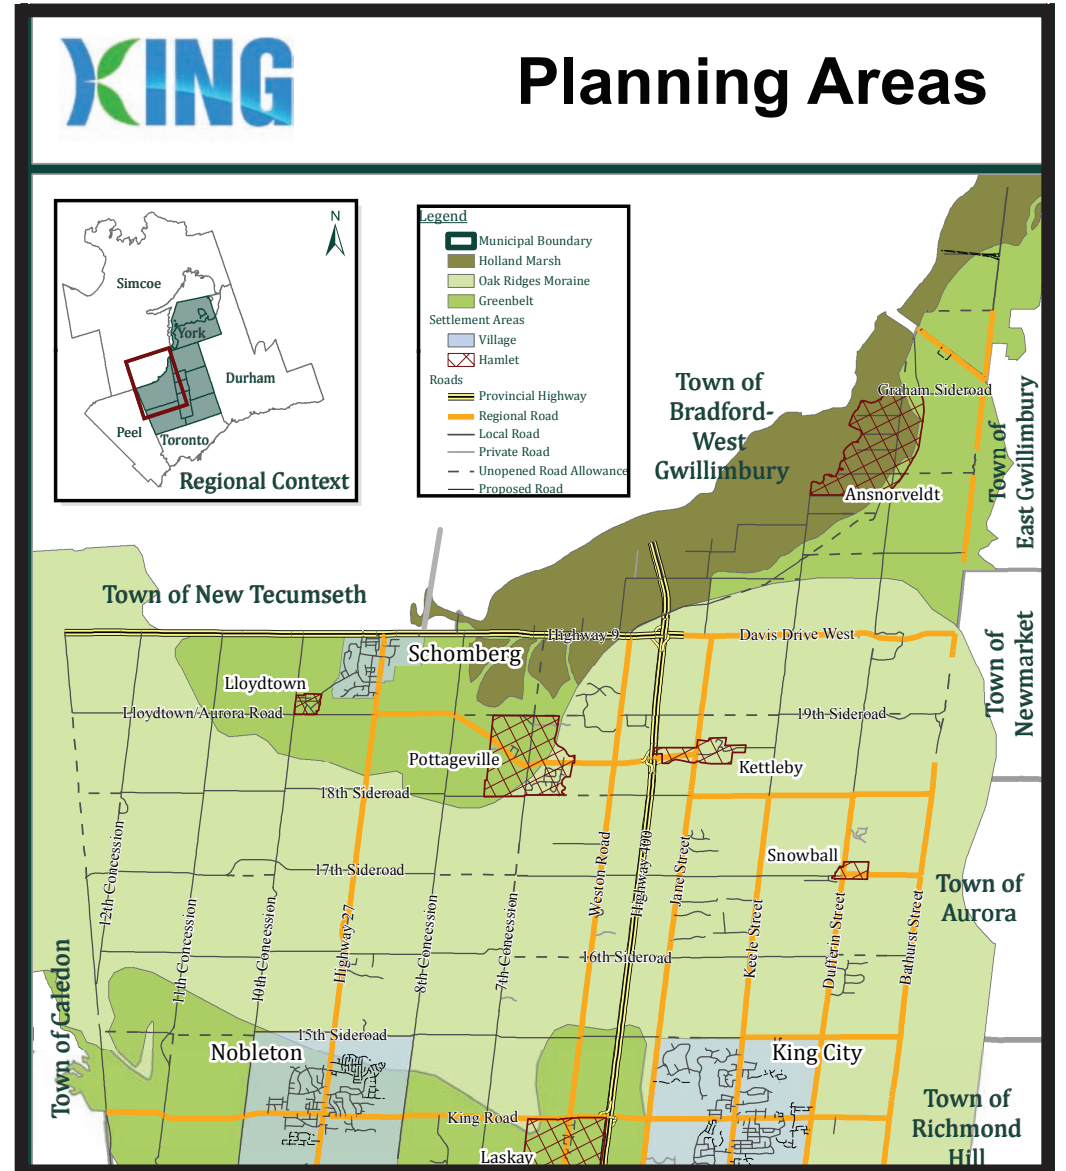 KING
Planning Areas
N
Simcoe
York
Durham
Peel
Toronto
Regional Context
Legend
Municipal Boundary
Holland Marsh
Oak Ridges Moraine
Greenbelt
Settlement Areas
Village
Hamlet
Roads
Provincial Highway
Regional Road
Local Road
Private Road
Unopened Road Allowance
Proposed Road
Town of
Bradford-
West
Gwillimbury
Graham Sideroad
Ansnorveldt
Town of
East Gwillimbury
Town of New Tecumseth
Highway 9
Davis Drive West
Schomberg
Lloydtown
Lloydtown/Aurora Road
19th Sideroad
Town of
Newmarket
Pottageville
Kettleby
18th Sideroad
Snowball
17th Sideroad
12th Concession
11th Concession
10th Concession
Highway 27
8th Concession
7th Concession
Weston Road
Highway 400
Jane Street
Keele Street
Dufferin Street
Bathurst Street
Town of
Aurora
16th Sideroad
Town of Caledon
15th Sideroad
Nobleton
King City
King Road
Laskay
Town of
Richmond
Hill